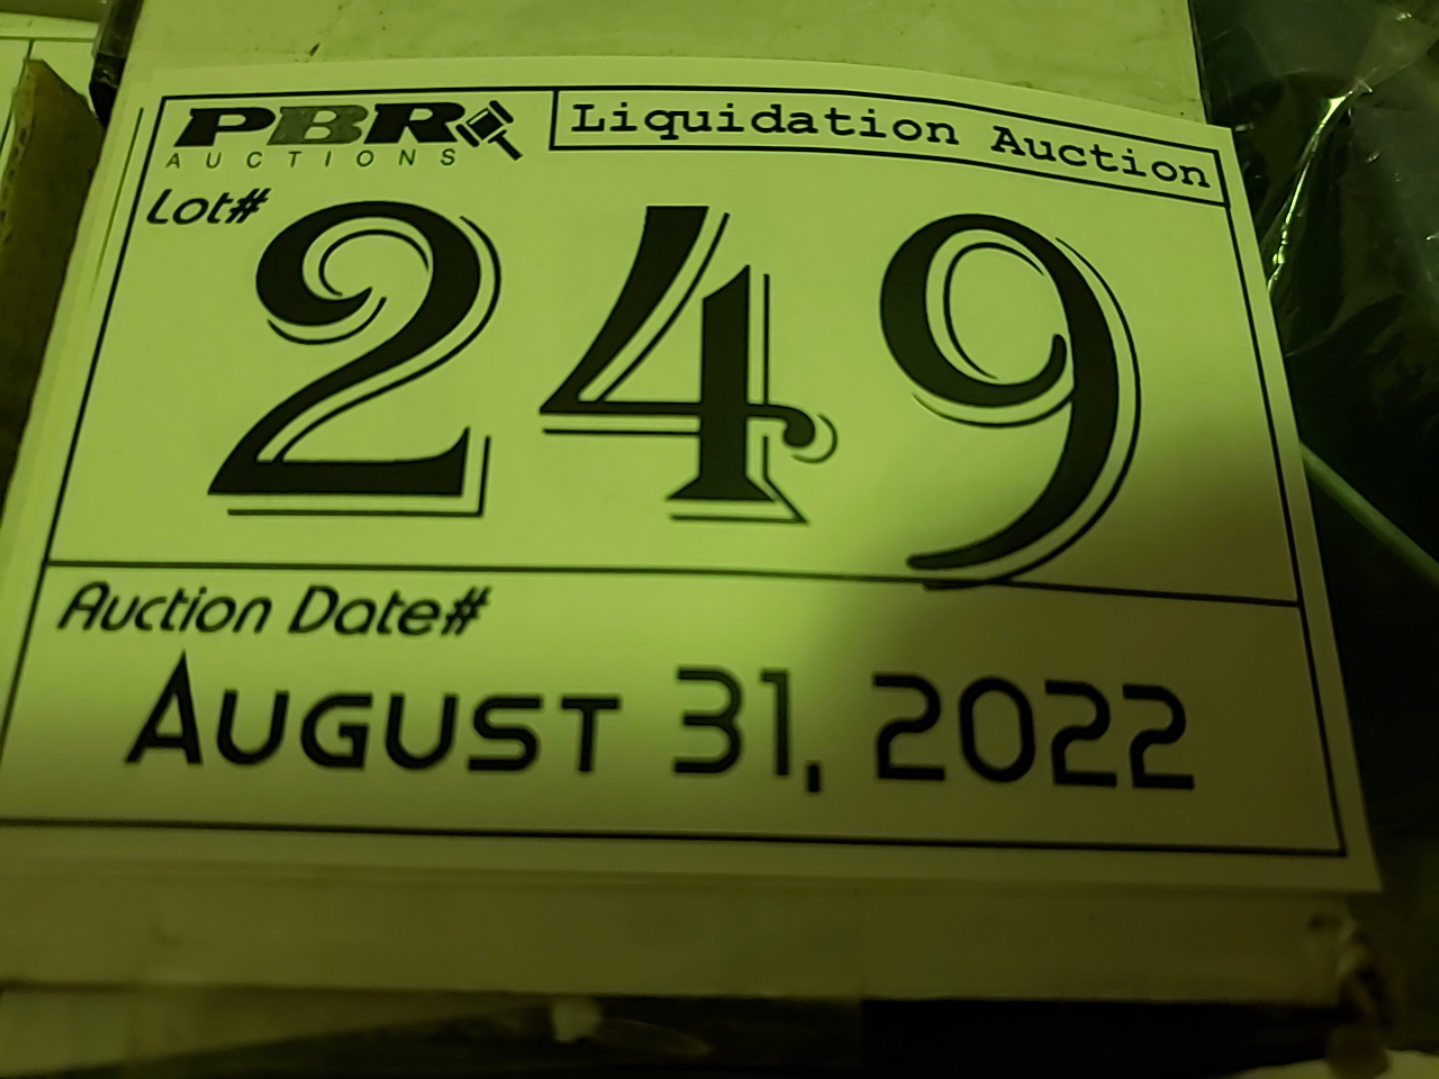 PBR
AUCTIONS
Liquidation Auction
Lot#
249
Auction Date#
AUGUST 31, 2022